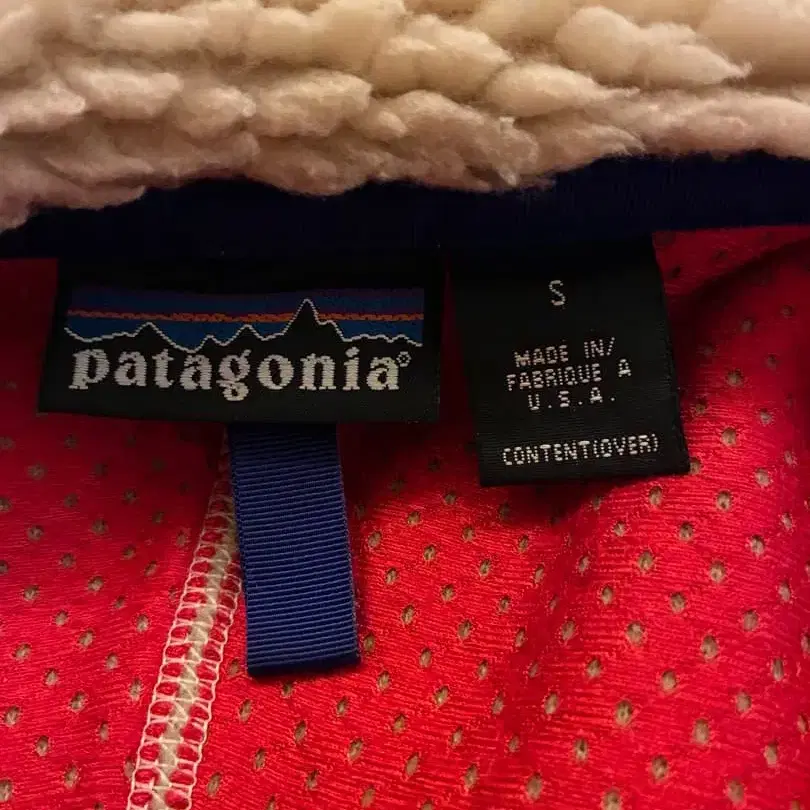 patagonia®
S
MADE IN/
FABRIQUE A
U.S.A.
CONTENT(OVER)